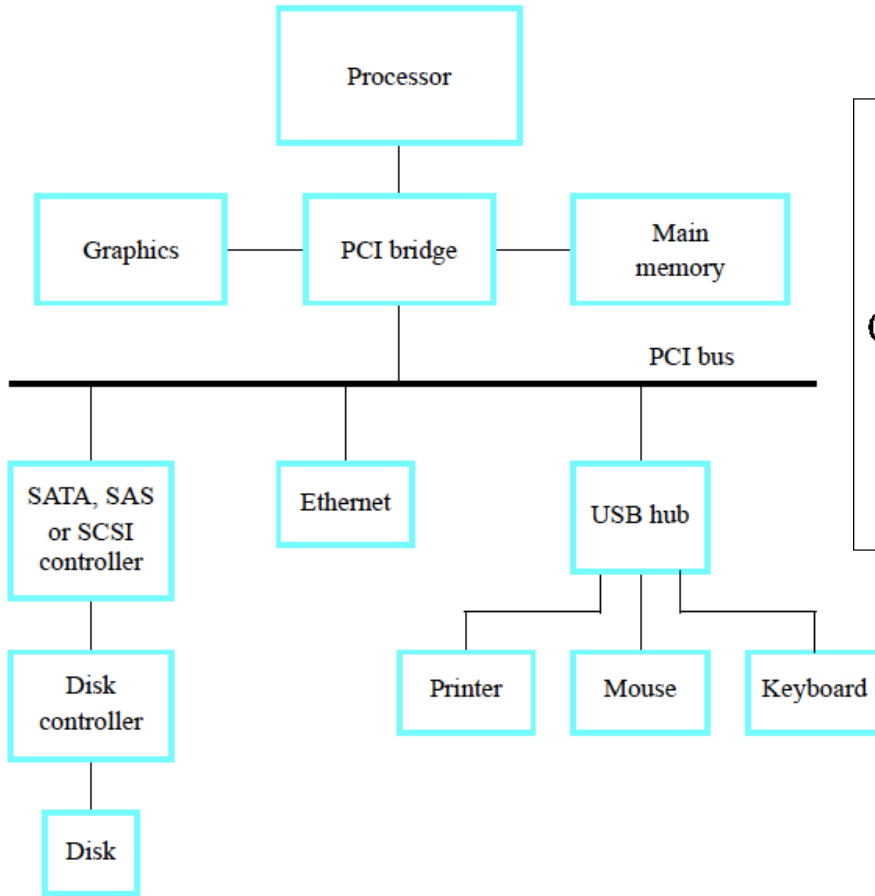 Processor
Graphics
PCI bridge
Main
memory
PCI bus
SATA, SAS
or SCSI
controller
Ethernet
USB hub
Disk
controller
Printer
Mouse
Keyboard
Disk